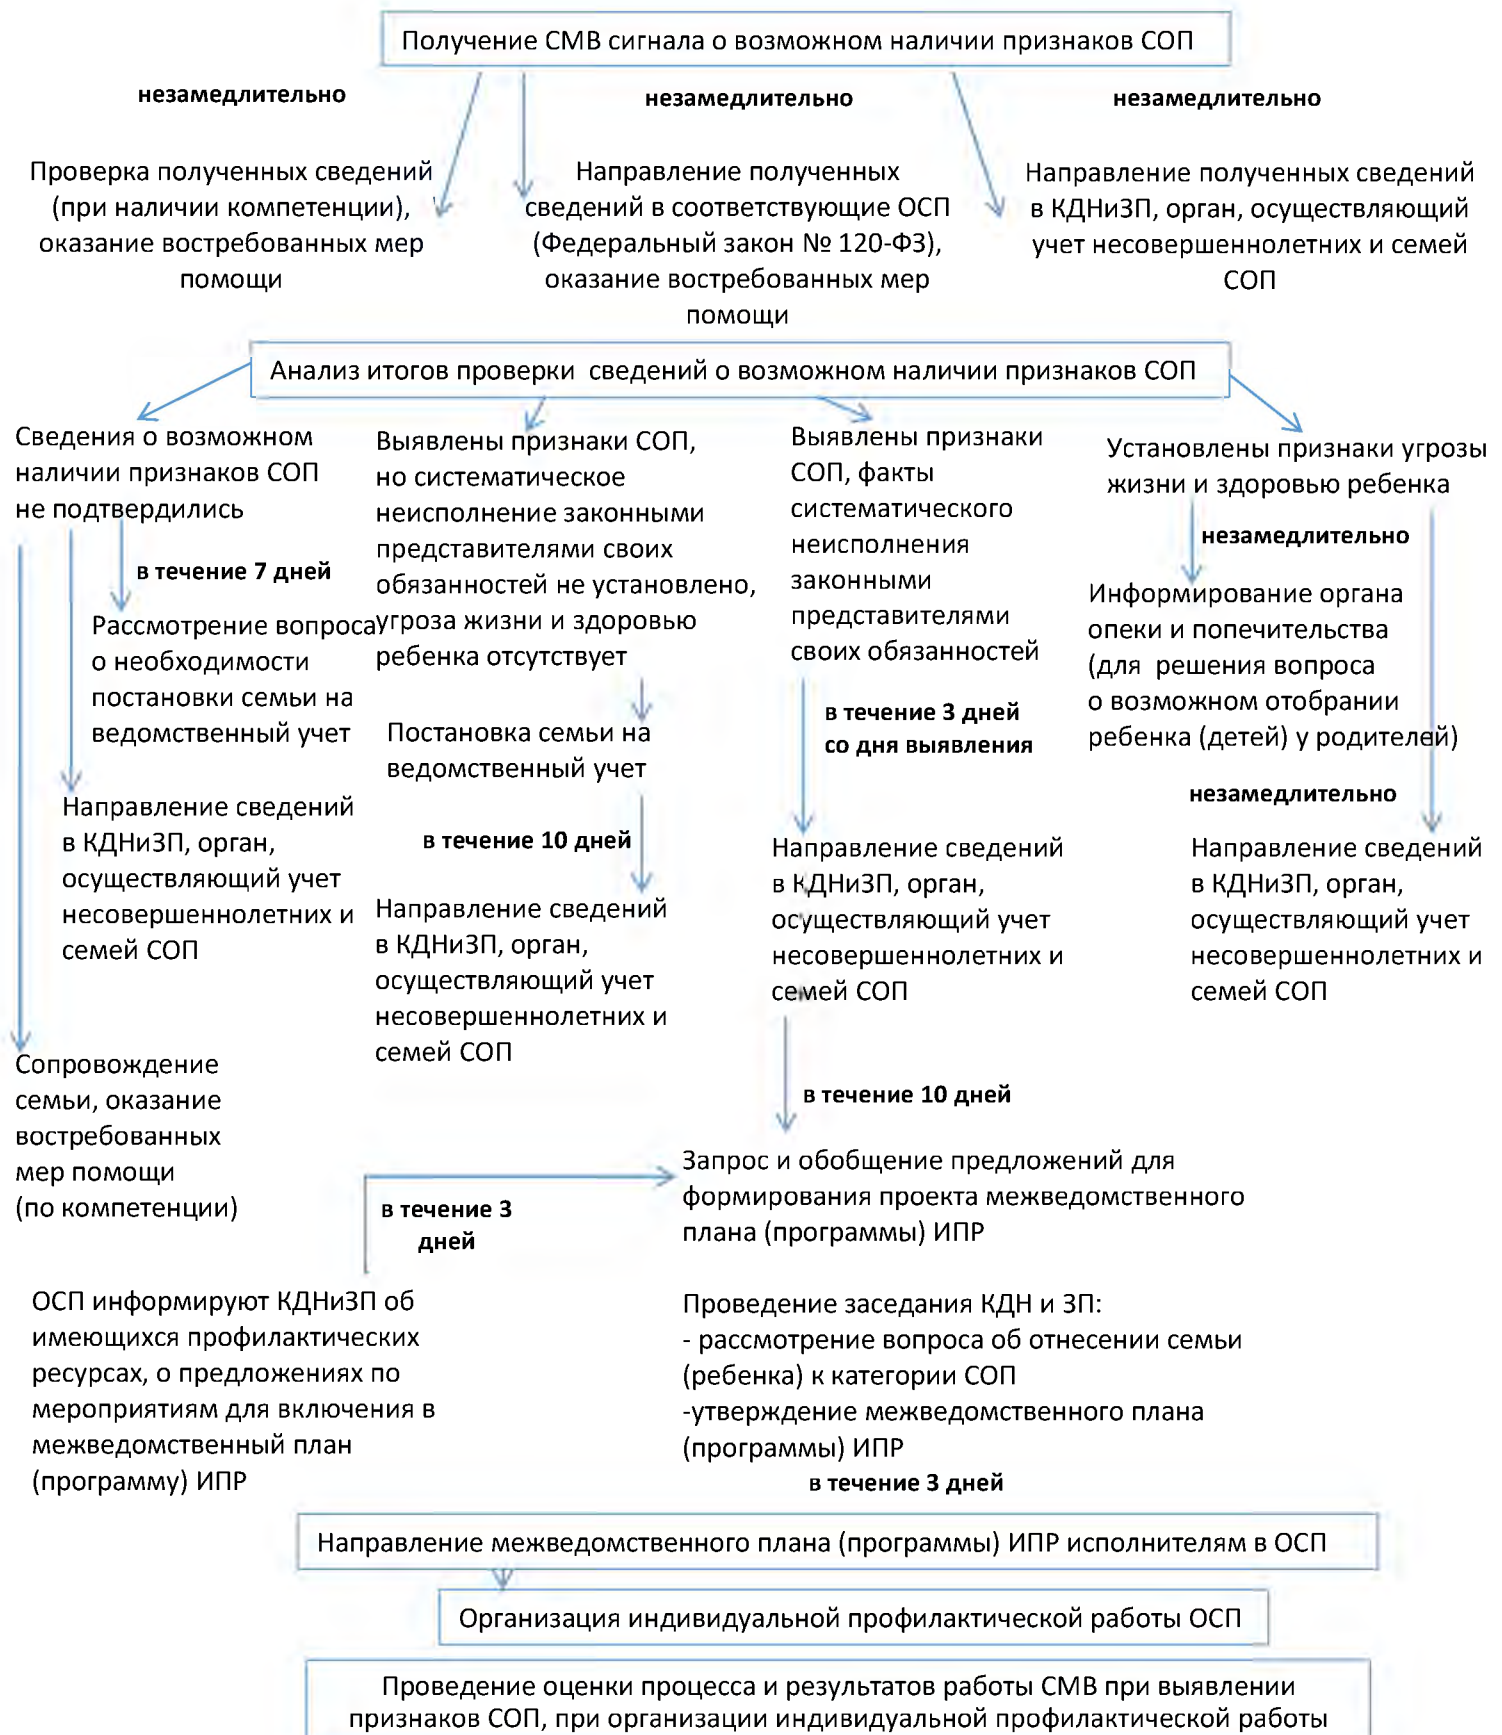 Получение СМВ сигнала о возможном наличии признаков СОП
незамедлительно
незамедлительно
незамедлительно
Проверка полученных сведений
(при наличии компетенции),
оказание востребованных мер
помощи
Направление полученных
сведений в соответствующие ОСП
(Федеральный закон № 120-ФЗ),
оказание востребованных мер
помощи
Направление полученных сведений
в КДНиЗП, орган, осуществляющий
учет несовершеннолетних и семей
СОП
Анализ итогов проверки сведений о возможном наличии признаков СОП
Сведения о возможном
наличии признаков СОП
не подтвердились
в течение 7 дней
Рассмотрение вопроса
о необходимости
постановки семьи на
ведомственный учет
Направление сведений
в КДНиЗП, орган,
осуществляющий учет
несовершеннолетних и
семей СОП
Сопровождение
семьи, оказание
востребованных
мер помощи
(по компетенции)
Выявлены признаки СОП,
но систематическое
неисполнение законными
представителями своих
обязанностей не установлено,
угроза жизни и здоровью
ребенка отсутствует
Постановка семьи на
ведомственный учет
в течение 10 дней
Направление сведений
в КДНиЗП, орган,
осуществляющий учет
несовершеннолетних и
семей СОП
Выявлены признаки
СОП, факты
систематического
неисполнения
законными
представителями
своих обязанностей
в течение 3 дней
со дня выявления
Направление сведений
в КДНиЗП, орган,
осуществляющий учет
несовершеннолетних и
семей СОП
Установлены признаки угрозы
жизни и здоровью ребенка
незамедлительно
Информирование органа
опеки и попечительства
(для решения вопроса
о возможном отобрании
ребенка (детей) у родителей)
незамедлительно
Направление сведений
в КДНиЗП, орган,
осуществляющий учет
несовершеннолетних и
семей СОП
в течение 10 дней
Запрос и обобщение предложений для
формирования проекта межведомственного
плана (программы) ИПР
в течение 3
дней
ОСП информируют КДНиЗП об
имеющихся профилактических
ресурсах, о предложениях по
мероприятиям для включения в
межведомственный план
(программу) ИПР
Проведение заседания КДН и ЗП:
- рассмотрение вопроса об отнесении семьи
(ребенка) к категории СОП
-утверждение межведомственного плана
(программы) ИПР
в течение 3 дней
Направление межведомственного плана (программы) ИПР исполнителям в ОСП
Организация индивидуальной профилактической работы ОСП
Проведение оценки процесса и результатов работы СМВ при выявлении
признаков СОП, при организации индивидуальной профилактической работы